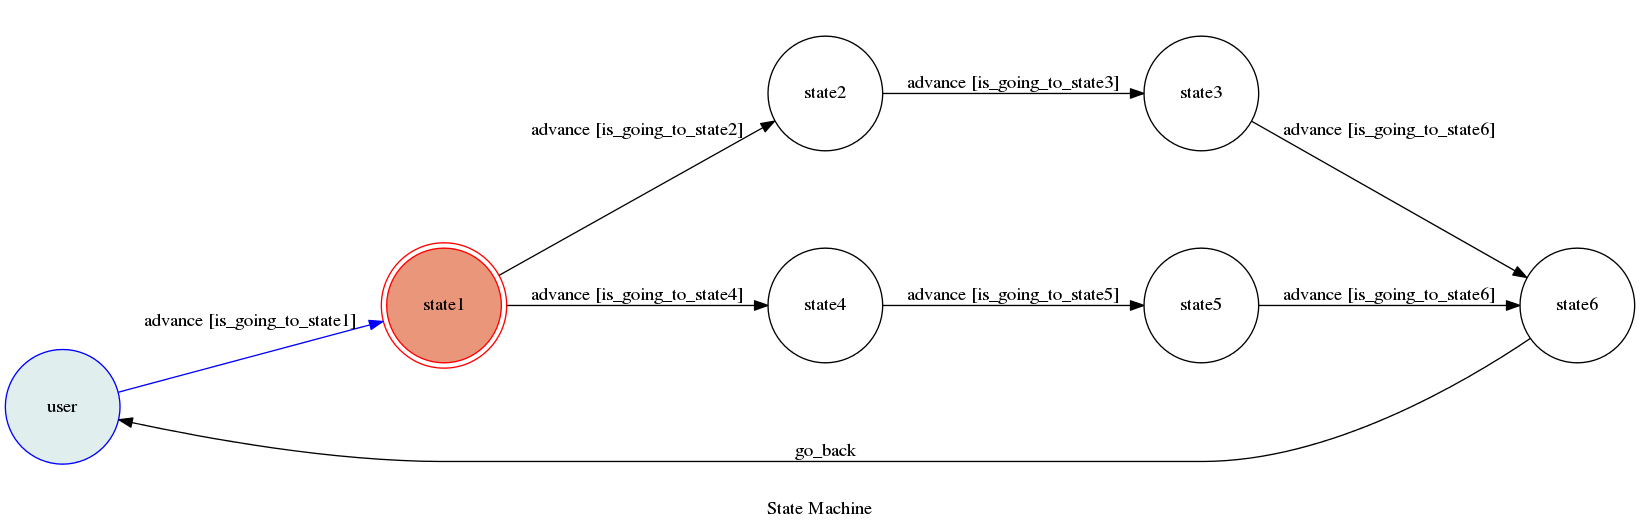 state2
advance [is_going_to_state3]
state3
advance [is_going_to_state2]
advance [is_going_to_state6]
state1
advance [is_going_to_state4]
state4
advance [is_going_to_state5]
state5
advance [is_going_to_state6]
state6
advance [is_going_to_state1]
user
go_back
State Machine